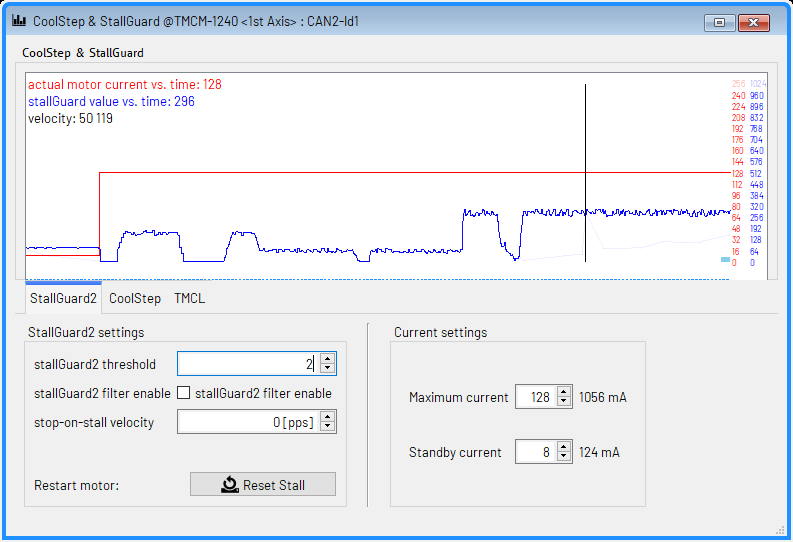 CoolStep & StallGuard @TMCM-1240 <1st Axis> : CAN2-Id1
CoolStep & StallGuard
actual motor current vs. time: 128
stallGuard value vs. time: 296
velocity: 50 119
256 1024
240 960
224 896
208 832
192 768
176 704
160 640
144 576
128 512
112 448
96 384
80 320
64 256
48 192
32 128
16 64
0 0
StallGuard2 CoolStep TMCL
StallGuard2 settings
stallGuard2 threshold 2
stallGuard2 filter enable stallGuard2 filter enable
stop-on-stall velocity 0 [pps]
Restart motor: Reset Stall
Current settings
Maximum current 128 1056 mA
Standby current 8 124 mA